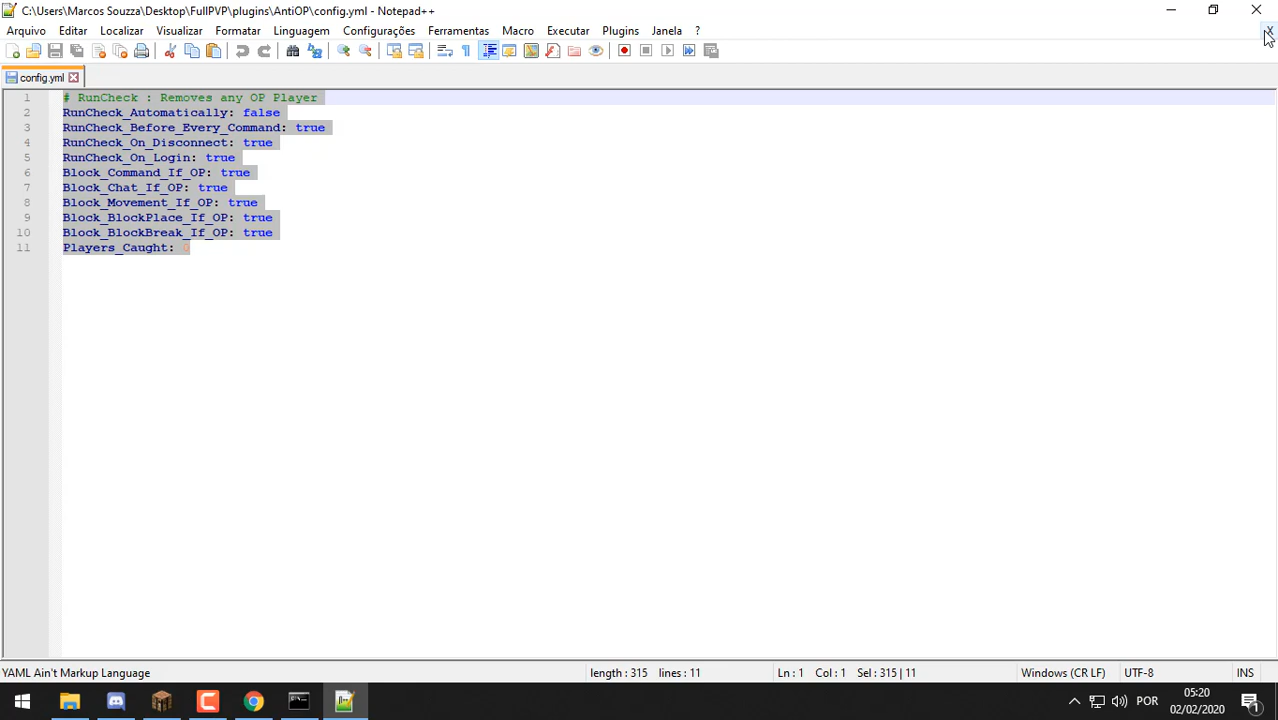 C:\Users\Marcos Souzza\Desktop\FullPVP\plugins\AntiOP\config.yml - Notepad++
Arquivo Editar Localizar Visualizar Formatar Linguagem Configurações Ferramentas Macro Executar Plugins Janela ?
config.yml
1 # RunCheck : Removes any OP Player
2 RunCheck_Automatically: false
3 RunCheck_Before_Every_Command: true
4 RunCheck_On_Disconnect: true
5 RunCheck_On_Login: true
6 Block_Command_If_OP: true
7 Block_Chat_If_OP: true
8 Block_Movement_If_OP: true
9 Block_BlockPlace_If_OP: true
10 Block_BlockBreak_If_OP: true
11 Players_Caught: 0
YAML Ain't Markup Language length : 315 lines : 11 Ln : 1 Col : 1 Sel : 315 | 11 Windows (CR LF) UTF-8 INS
POR 05:20
02/02/2020
1